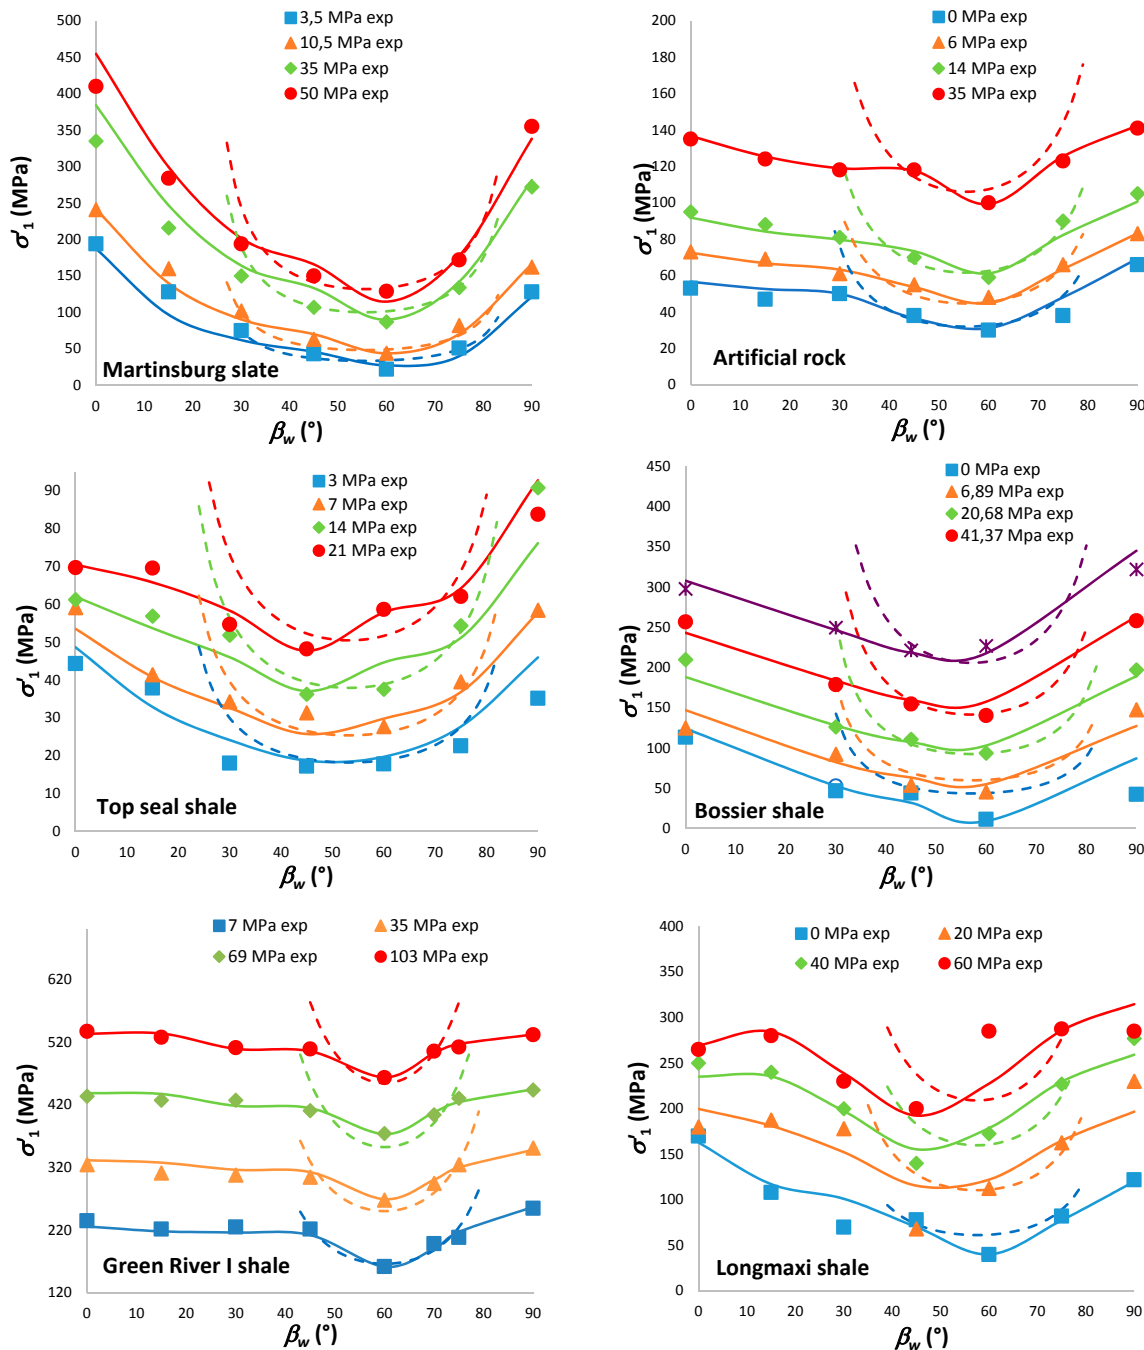 3,5 MPa exp
10,5 MPa exp
35 MPa exp
50 MPa exp
500
450
400
350
300
250
200
150
100
50
0
σ'1 (MPa)
Martinsburg slate
0 10 20 30 40 50 60 70 80 90
βw (°)
0 MPa exp
6 MPa exp
14 MPa exp
35 MPa exp
200
180
160
140
120
100
80
60
40
20
0
σ'1 (MPa)
Artificial rock
0 10 20 30 40 50 60 70 80 90
βw (°)
3 MPa exp
7 MPa exp
14 MPa exp
21 MPa exp
90
80
70
60
50
40
30
20
10
0
σ'1 (MPa)
Top seal shale
0 10 20 30 40 50 60 70 80 90
βw (°)
0 MPa exp
6,89 MPa exp
20,68 MPa exp
41,37 Mpa exp
450
400
350
300
250
200
150
100
50
0
σ'1 (MPa)
Bossier shale
0 10 20 30 40 50 60 70 80 90
βw (°)
7 MPa exp 35 MPa exp
69 MPa exp 103 MPa exp
620
520
420
320
220
120
σ'1 (MPa)
Green River I shale
0 10 20 30 40 50 60 70 80 90
βw (°)
0 MPa exp 20 MPa exp
40 MPa exp 60 MPa exp
400
350
300
250
200
150
100
50
0
σ'1 (MPa)
Longmaxi shale
0 10 20 30 40 50 60 70 80 90
βw (°)